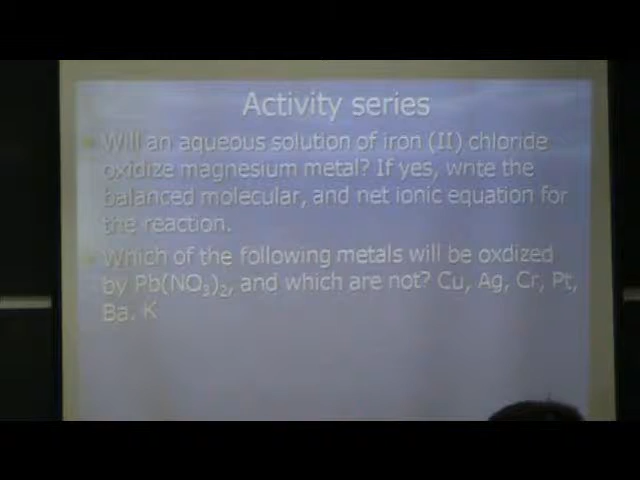 Activity series
Will an aqueous solution of iron (II) chloride
oxidize magnesium metal? If yes, write the
balanced molecular, and net ionic equation for
the reaction.
Which of the following metals will be oxdized
by Pb(NO₃)₂, and which are not? Cu, Ag, Cr, Pt,
Ba, K